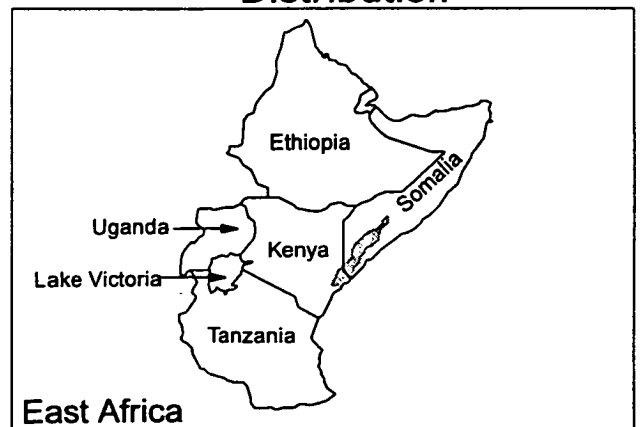 Distribution
Ethiopia
Somalia
Uganda
Kenya
Lake Victoria
Tanzania
East Africa